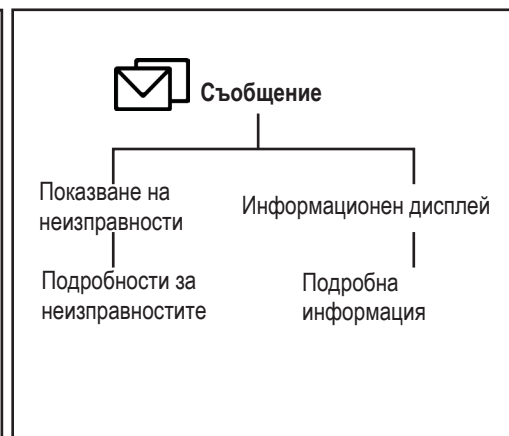 Съобщение
Показване на
неизправности
Информационен дисплей
Подробности за
неизправностите
Подробна
информация